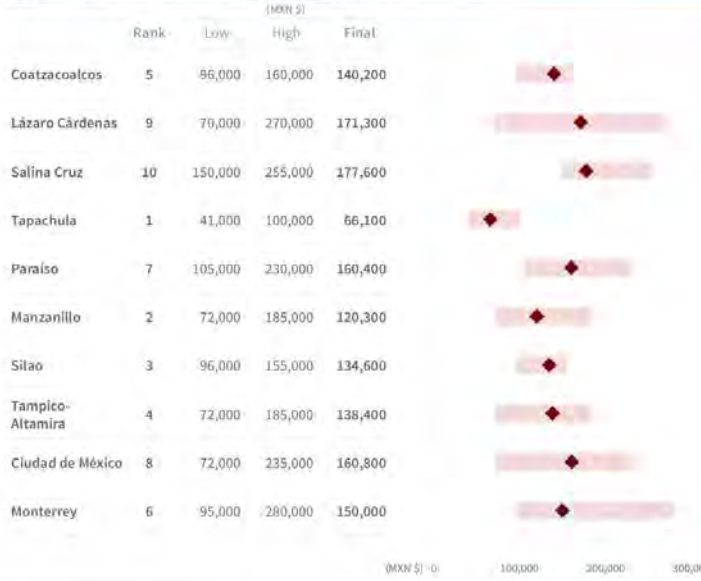 (MXN $)
Rank Low High Final
Coatzacoalcos 5 96,000 160,000 140,200
Lázaro Cárdenas 9 70,000 270,000 171,300
Salina Cruz 10 150,000 255,000 177,600
Tapachula 1 41,000 100,000 66,100
Paraíso 7 105,000 230,000 160,400
Manzanillo 2 72,000 185,000 120,300
Silao 3 96,000 155,000 134,600
Tampico-
Altamira 4 72,000 185,000 138,400
Ciudad de México 8 72,000 235,000 160,800
Monterrey 6 95,000 280,000 150,000
(MXN $) 0 100,000 200,000